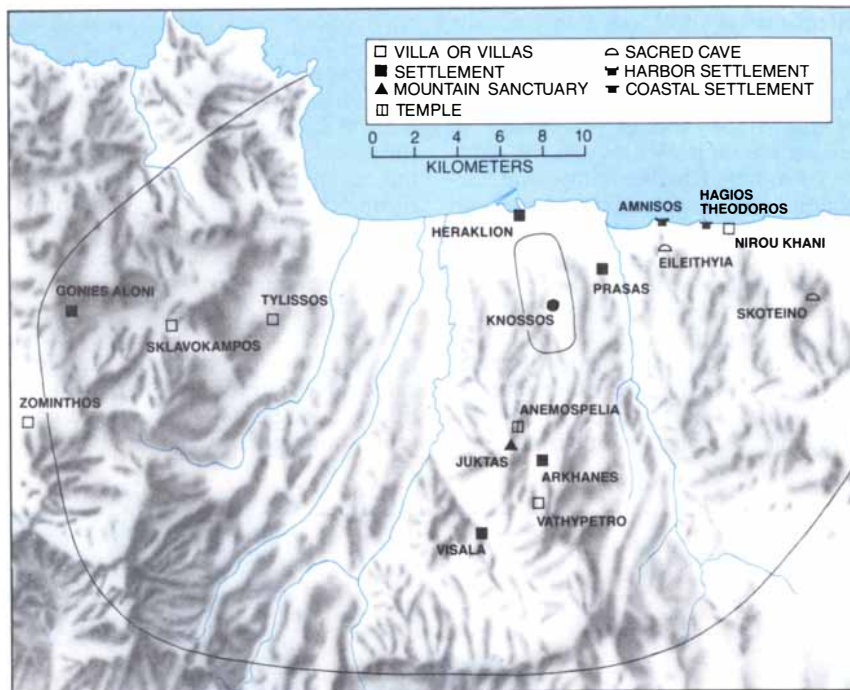 VILLA OR VILLAS
SETTLEMENT
MOUNTAIN SANCTUARY
TEMPLE
SACRED CAVE
HARBOR SETTLEMENT
COASTAL SETTLEMENT
0 2 4 6 8 10
KILOMETERS
HERAKLION
AMNISOS
HAGIOS
THEODOROS
NIROU KHANI
EILEITHYIA
PRASAS
SKOTEINO
KNOSSOS
GONIES ALONI
TYLISSOS
SKLAVOKAMPOS
ZOMINTHOS
ANEMOSPELIA
JUKTAS
ARKHANES
VATHYPETRO
VISALA